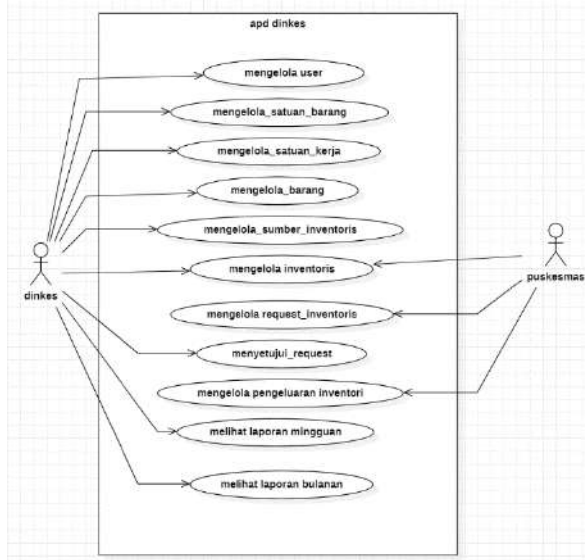 apd dinkes
mengelola user
mengelola_satuan_barang
mengelola_satuan_kerja
mengelola_barang
mengelola_sumber_inventoris
mengelola inventoris
dinkes
puskesmas
mengelola request_inventoris
menyetujui_request
mengelola pengeluaran inventori
melihat laporan mingguan
melihat laporan bulanan